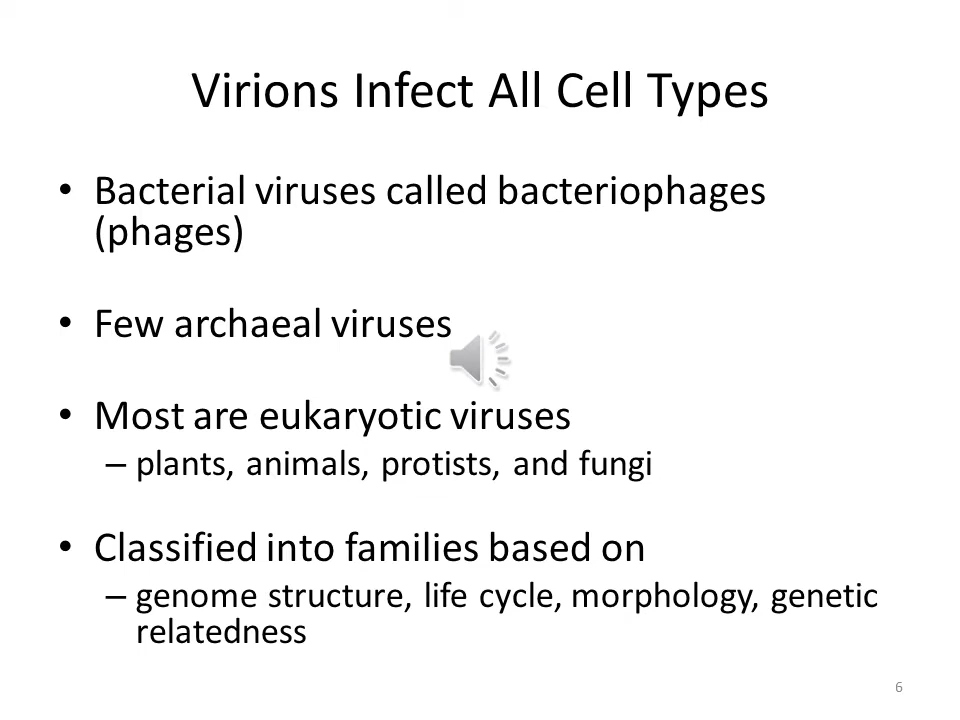 Virions Infect All Cell Types
• Bacterial viruses called bacteriophages
(phages)
• Few archaeal viruses
• Most are eukaryotic viruses
– plants, animals, protists, and fungi
• Classified into families based on
– genome structure, life cycle, morphology, genetic
relatedness
6